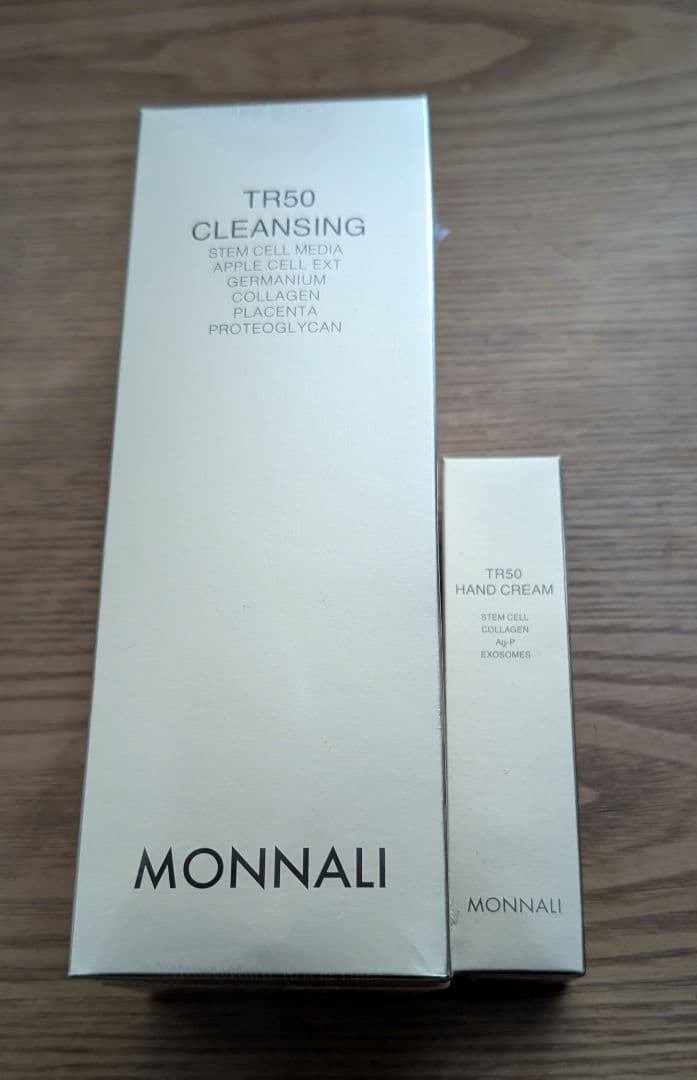 TR50
CLEANSING
STEM CELL MEDIA
APPLE CELL EXT
GERMANIUM
COLLAGEN
PLACENTA
PROTEOGLYCAN
MONNALI
TR50
HAND CREAM
STEM CELL
COLLAGEN
Ag-P
EXOSOMES
MONNALI